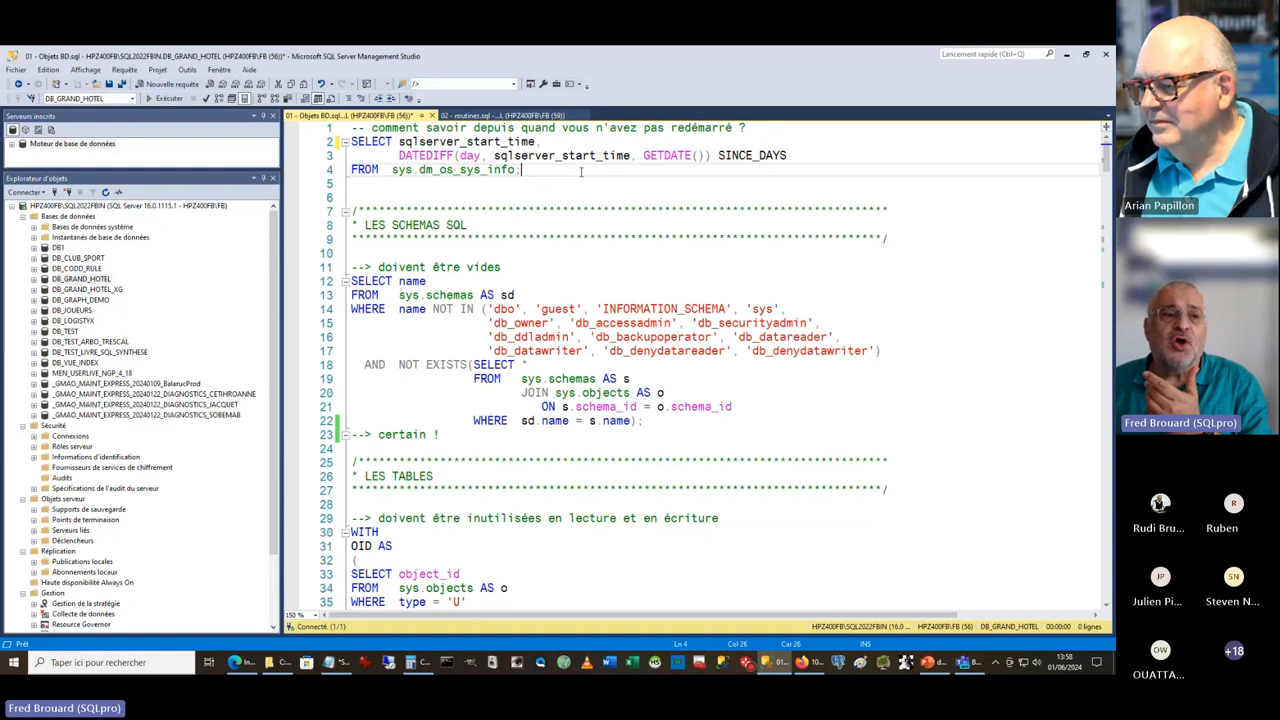 01 - Objets BD.sql - HPZ400FB\SQL2022FBIN.DB_GRAND_HOTEL (HPZ400FB\FB (56))* - Microsoft SQL Server Management Studio
Lancement rapide (Ctrl+Q)
Fichier Edition Affichage Requête Projet Outils Fenêtre Aide
Nouvelle requête
DB_GRAND_HOTEL
Exécuter
Serveurs inscrits
Moteur de base de données
Explorateur d'objets
Connecter
HPZ400FB\SQL2022FBIN (SQL Server 16.0.1115.1 - HPZ400FB\FB)
Bases de données
Bases de données système
Instantanés de base de données
DB1
DB_CLUB_SPORT
DB_CODD_RULE
DB_GRAND_HOTEL
DB_GRAND_HOTEL_XG
DB_GRAPH_DEMO
DB_JOUEURS
DB_LOGISTYX
DB_TEST
DB_TEST_ARBO_TRESCAL
DB_TEST_LIVRE_SQL_SYNTHESE
DB_VUE_INDEX
MEN_USERLIVE_NGP_4_18
_GMAO_MAINT_EXPRESS_20240109_BalarucProd
_GMAO_MAINT_EXPRESS_20240122_DIAGNOSTICS_CETIHROANNE
_GMAO_MAINT_EXPRESS_20240122_DIAGNOSTICS_JACQUET
_GMAO_MAINT_EXPRESS_20240122_DIAGNOSTICS_SOBEMAB
Sécurité
Connexions
Rôles serveur
Informations d'identification
Fournisseurs de services de chiffrement
Audits
Spécifications de l'audit du serveur
Objets serveur
Supports de sauvegarde
Points de terminaison
Serveurs liés
Déclencheurs
Réplication
Publications locales
Abonnements locaux
Haute disponibilité Always On
Gestion
Gestion de la stratégie
Collecte de données
Resource Governor
01 - Objets BD.sql...L (HPZ400FB\FB (56))*
02 - routines.sql...L (HPZ400FB\FB (59))
1 -- comment savoir depuis quand vous n'avez pas redémarré ?
2 SELECT sqlserver_start_time,
3 DATEDIFF(day, sqlserver_start_time, GETDATE()) SINCE_DAYS
4 FROM sys.dm_os_sys_info;
5
6
7 /******************************************************************************
8 * LES SCHEMAS SQL
9 ******************************************************************************/
10
11 --> doivent être vides
12 SELECT name
13 FROM sys.schemas AS sd
14 WHERE name NOT IN ('dbo', 'guest', 'INFORMATION_SCHEMA', 'sys',
15 'db_owner', 'db_accessadmin', 'db_securityadmin',
16 'db_ddladmin', 'db_backupoperator', 'db_datareader',
17 'db_datawriter', 'db_denydatareader', 'db_denydatawriter')
18 AND NOT EXISTS(SELECT *
19 FROM sys.schemas AS s
20 JOIN sys.objects AS o
21 ON s.schema_id = o.schema_id
22 WHERE sd.name = s.name);
23 --> certain !
24
25 /******************************************************************************
26 * LES TABLES
27 ******************************************************************************/
28
29 --> doivent être inutilisées en lecture et en écriture
30 WITH
31 OID AS
32 (
33 SELECT object_id
34 FROM sys.objects AS o
35 WHERE type = 'U'
150 %
Connecté. (1/1)
HPZ400FB\SQL2022FBIN (16.0 ... HPZ400FB\FB (56) DB_GRAND_HOTEL 00:00:00 0 lignes
Prêt
Ln 4 Col 26 Car 26 INS
Taper ici pour rechercher
13:58
01/06/2024
Arian Papillon
Fred Brouard (SQLpro)
Rudi Bru...
R
Ruben
JP
Julien Pi...
SN
Steven N...
OW
OUATTA...
+18
Fred Brouard (SQLpro)